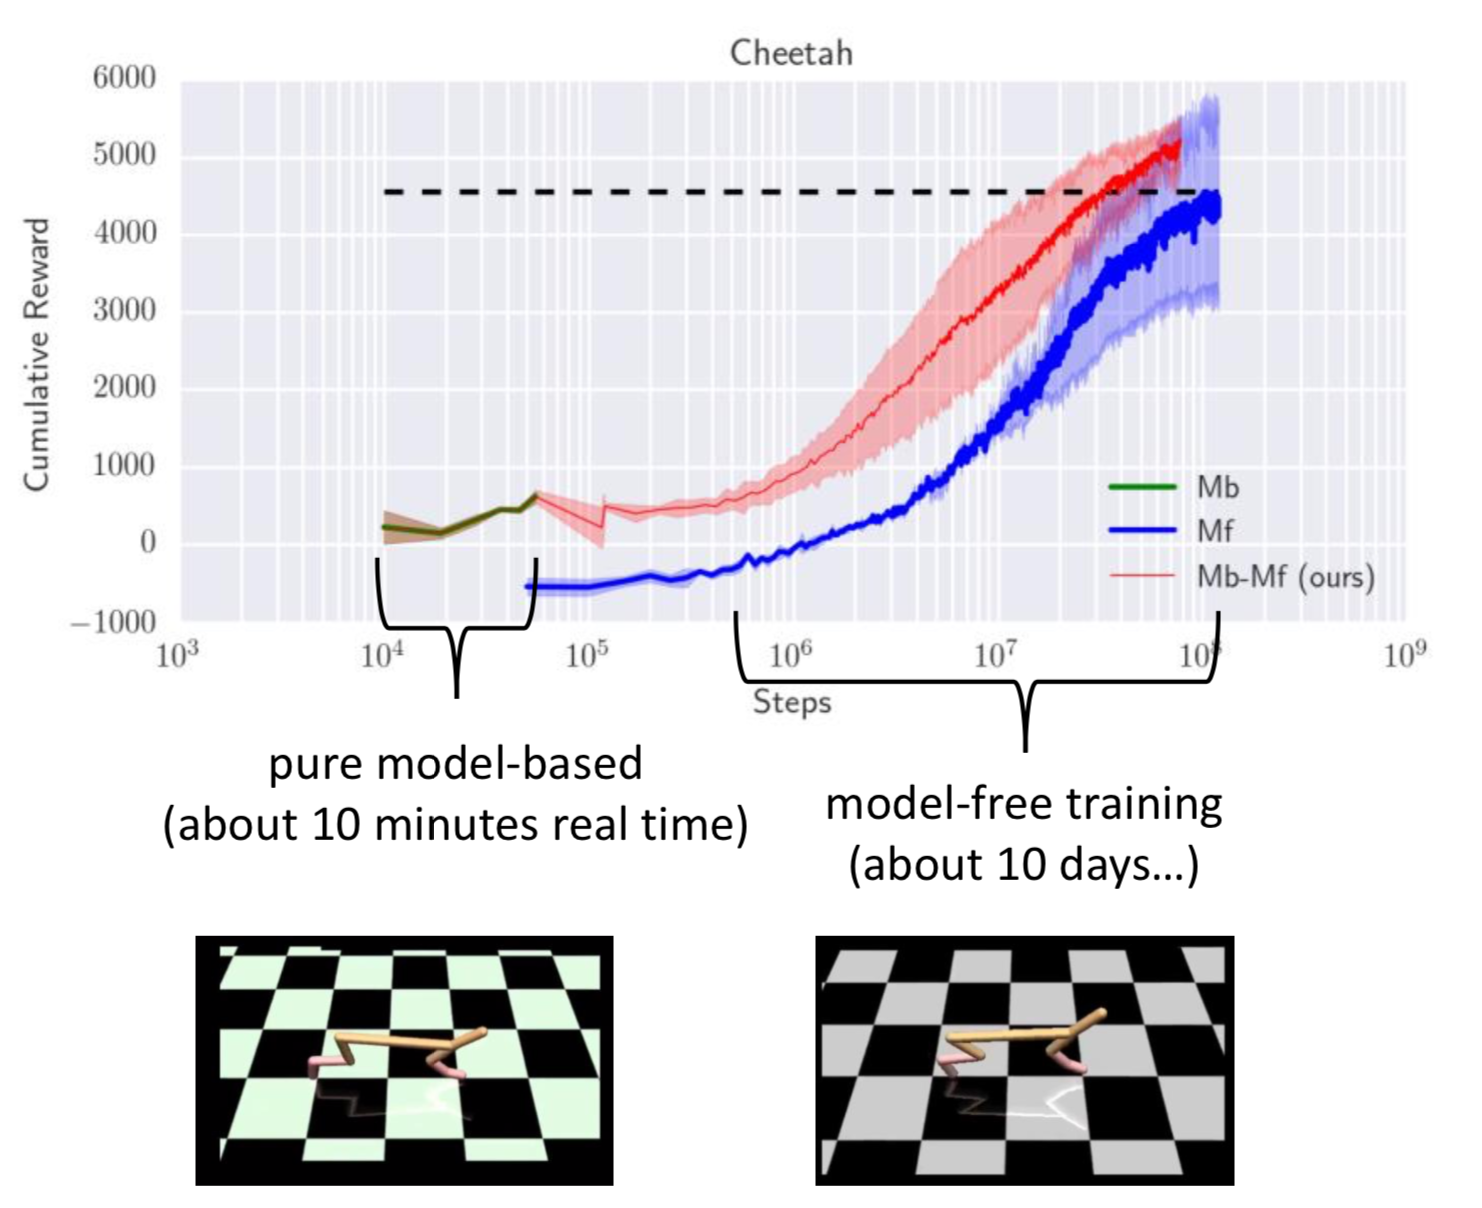 Cheetah
6000
5000
4000
3000
2000
1000
0
−1000
Cumulative Reward
Mb
Mf
Mb-Mf (ours)
10³ 10⁴ 10⁵ 10⁶ 10⁷ 10⁸ 10⁹
Steps
pure model-based
(about 10 minutes real time)
model-free training
(about 10 days...)